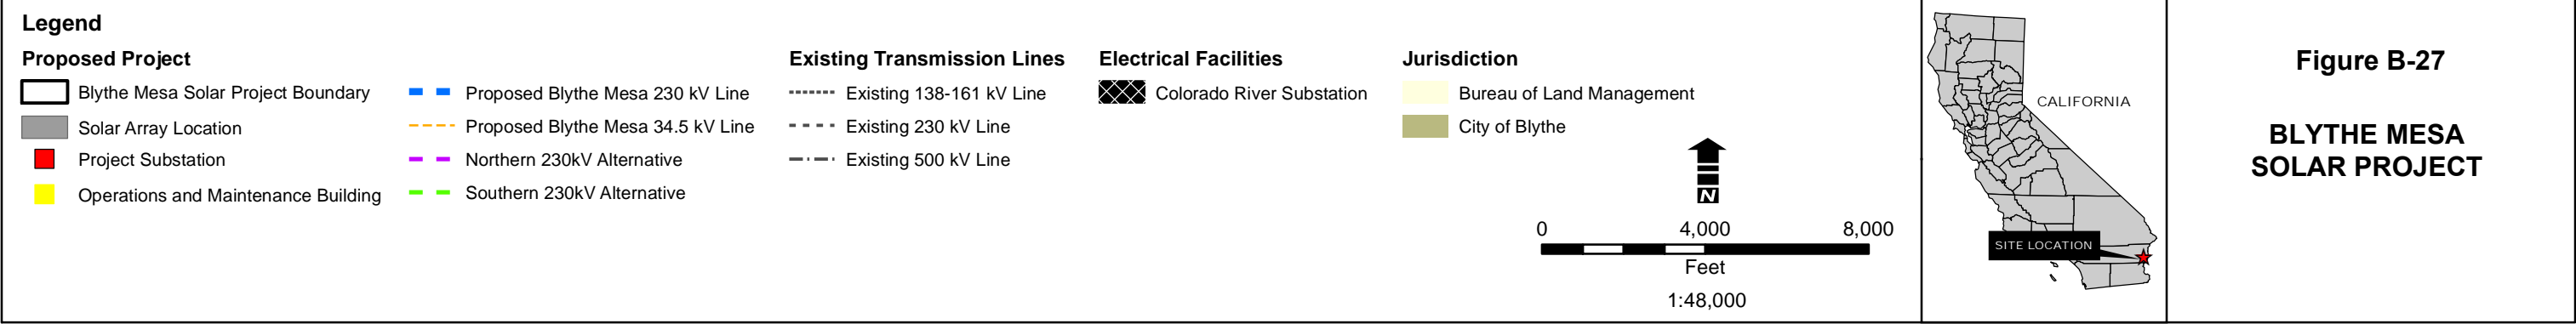 Legend
Proposed Project
Blythe Mesa Solar Project Boundary
Solar Array Location
Project Substation
Operations and Maintenance Building
Proposed Blythe Mesa 230 kV Line
Proposed Blythe Mesa 34.5 kV Line
Northern 230kV Alternative
Southern 230kV Alternative
Existing Transmission Lines
Existing 138-161 kV Line
Existing 230 kV Line
Existing 500 kV Line
Electrical Facilities
Colorado River Substation
Jurisdiction
Bureau of Land Management
City of Blythe
N
0 4,000 8,000
Feet
1:48,000
CALIFORNIA
SITE LOCATION
Figure B-27
BLYTHE MESA
SOLAR PROJECT